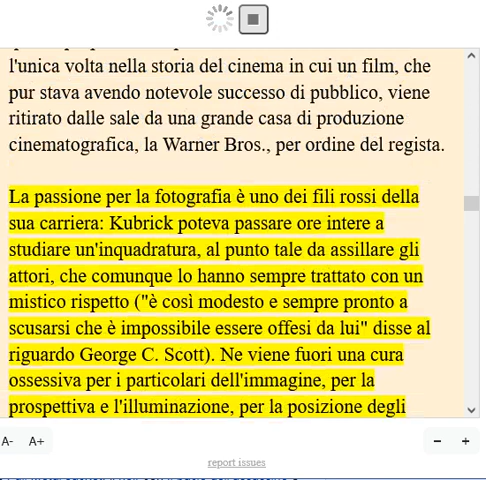 l'unica volta nella storia del cinema in cui un film, che
pur stava avendo notevole successo di pubblico, viene
ritirato dalle sale da una grande casa di produzione
cinematografica, la Warner Bros., per ordine del regista.
La passione per la fotografia è uno dei fili rossi della
sua carriera: Kubrick poteva passare ore intere a
studiare un'inquadratura, al punto tale da assillare gli
attori, che comunque lo hanno sempre trattato con un
mistico rispetto ("è così modesto e sempre pronto a
scusarsi che è impossibile essere offesi da lui" disse al
riguardo George C. Scott). Ne viene fuori una cura
ossessiva per i particolari dell'immagine, per la
prospettiva e l'illuminazione, per la posizione degli
A- A+ − +
report issues